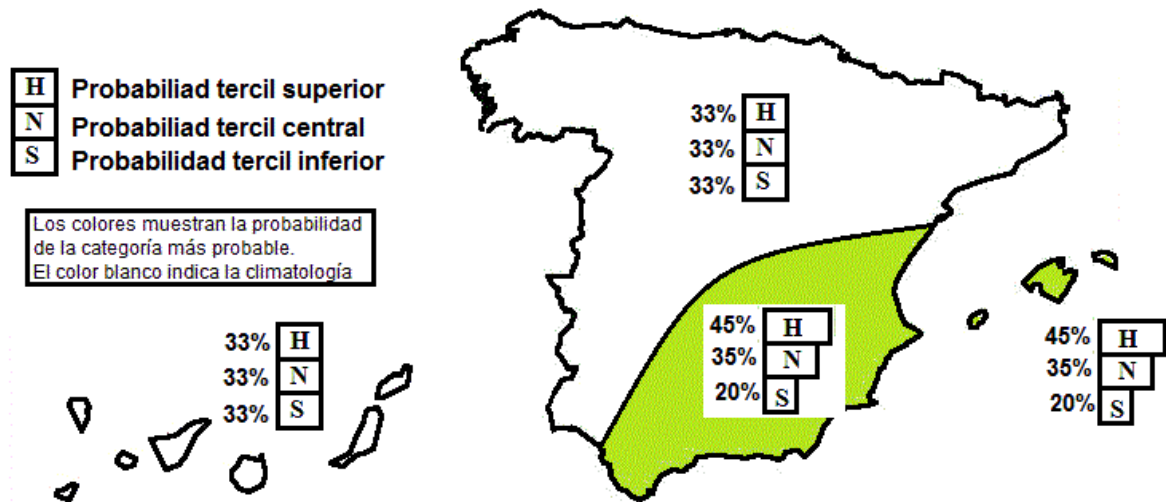 H Probabiliad tercil superior
N Probabiliad tercil central
S Probabilidad tercil inferior
Los colores muestran la probabilidad
de la categoría más probable.
El color blanco indica la climatología
33% H
33% N
33% S
33% H
33% N
33% S
45% H
35% N
20% S
45% H
35% N
20% S